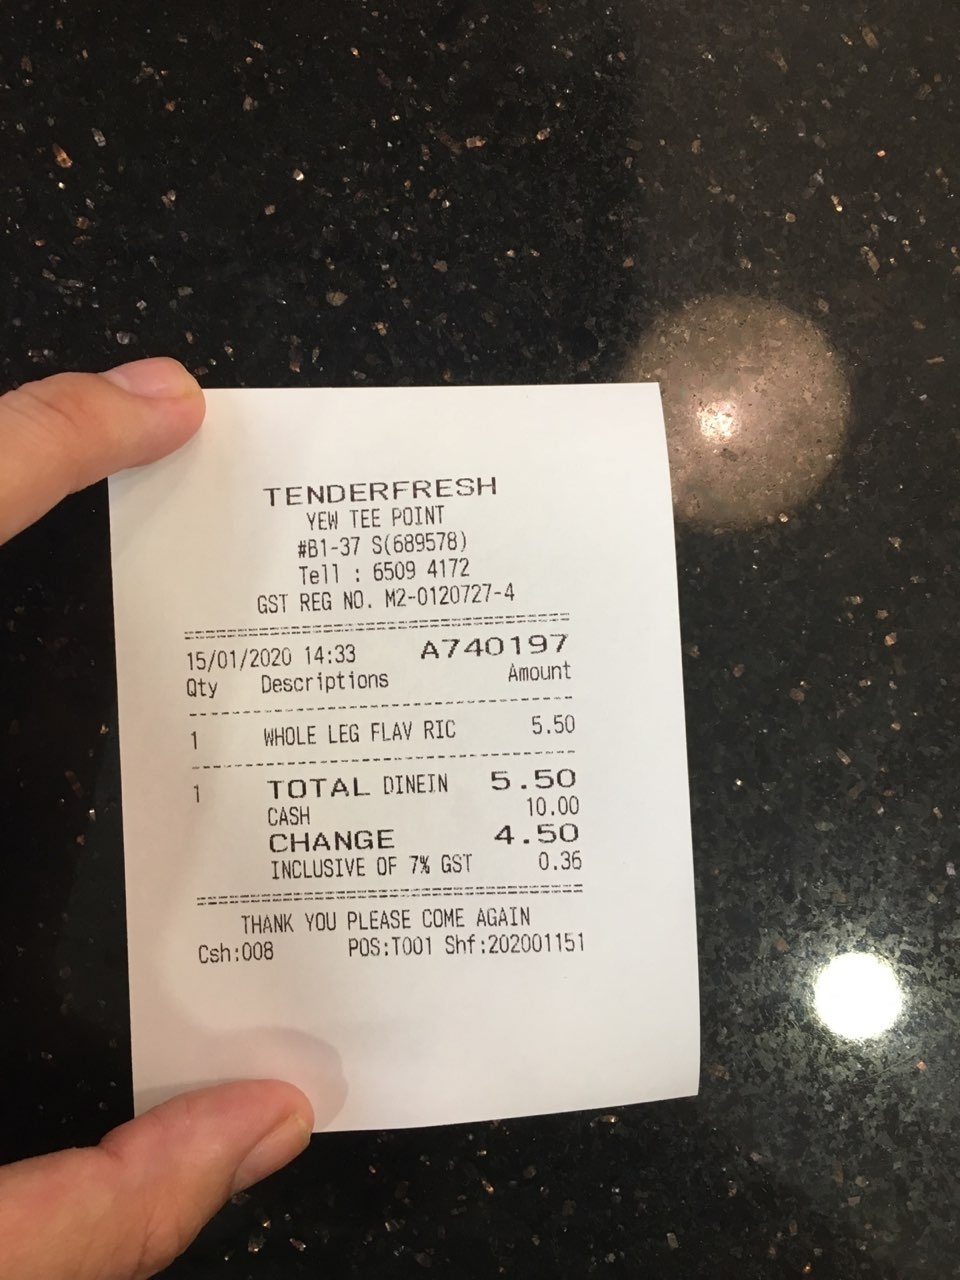 TENDERFRESH
YEW TEE POINT
#B1-37 S(689578)
Tell : 6509 4172
GST REG NO. M2-0120727-4
15/01/2020 14:33 A740197
Qty Descriptions Amount
1 WHOLE LEG FLAV RIC 5.50
1 TOTAL DINEIN 5.50
CASH 10.00
CHANGE 4.50
INCLUSIVE OF 7% GST 0.36
THANK YOU PLEASE COME AGAIN
Csh:008 POS:T001 Shf:202001151